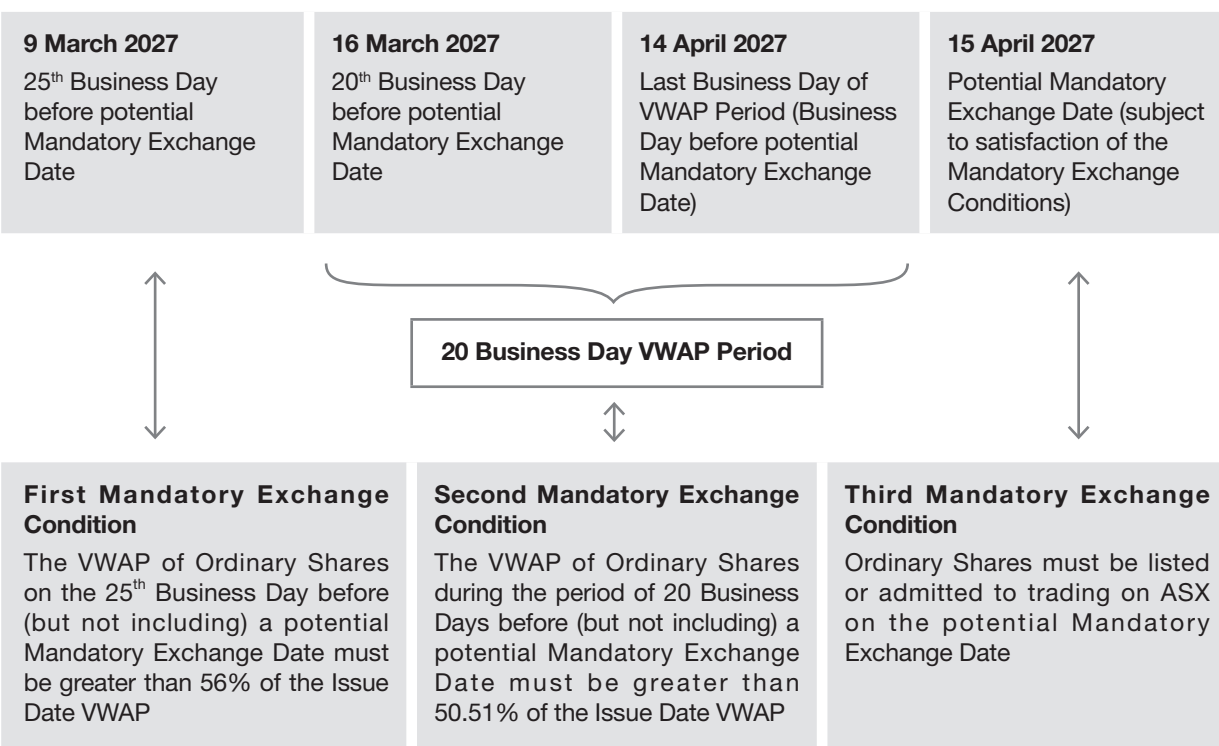 9 March 2027
25th Business Day
before potential
Mandatory Exchange
Date
16 March 2027
20th Business Day
before potential
Mandatory Exchange
Date
14 April 2027
Last Business Day of
VWAP Period (Business
Day before potential
Mandatory Exchange
Date)
15 April 2027
Potential Mandatory
Exchange Date (subject
to satisfaction of the
Mandatory Exchange
Conditions)
20 Business Day VWAP Period
First Mandatory Exchange
Condition
The VWAP of Ordinary Shares
on the 25th Business Day before
(but not including) a potential
Mandatory Exchange Date must
be greater than 56% of the Issue
Date VWAP
Second Mandatory Exchange
Condition
The VWAP of Ordinary Shares
during the period of 20 Business
Days before (but not including) a
potential Mandatory Exchange
Date must be greater than
50.51% of the Issue Date VWAP
Third Mandatory Exchange
Condition
Ordinary Shares must be listed
or admitted to trading on ASX
on the potential Mandatory
Exchange Date